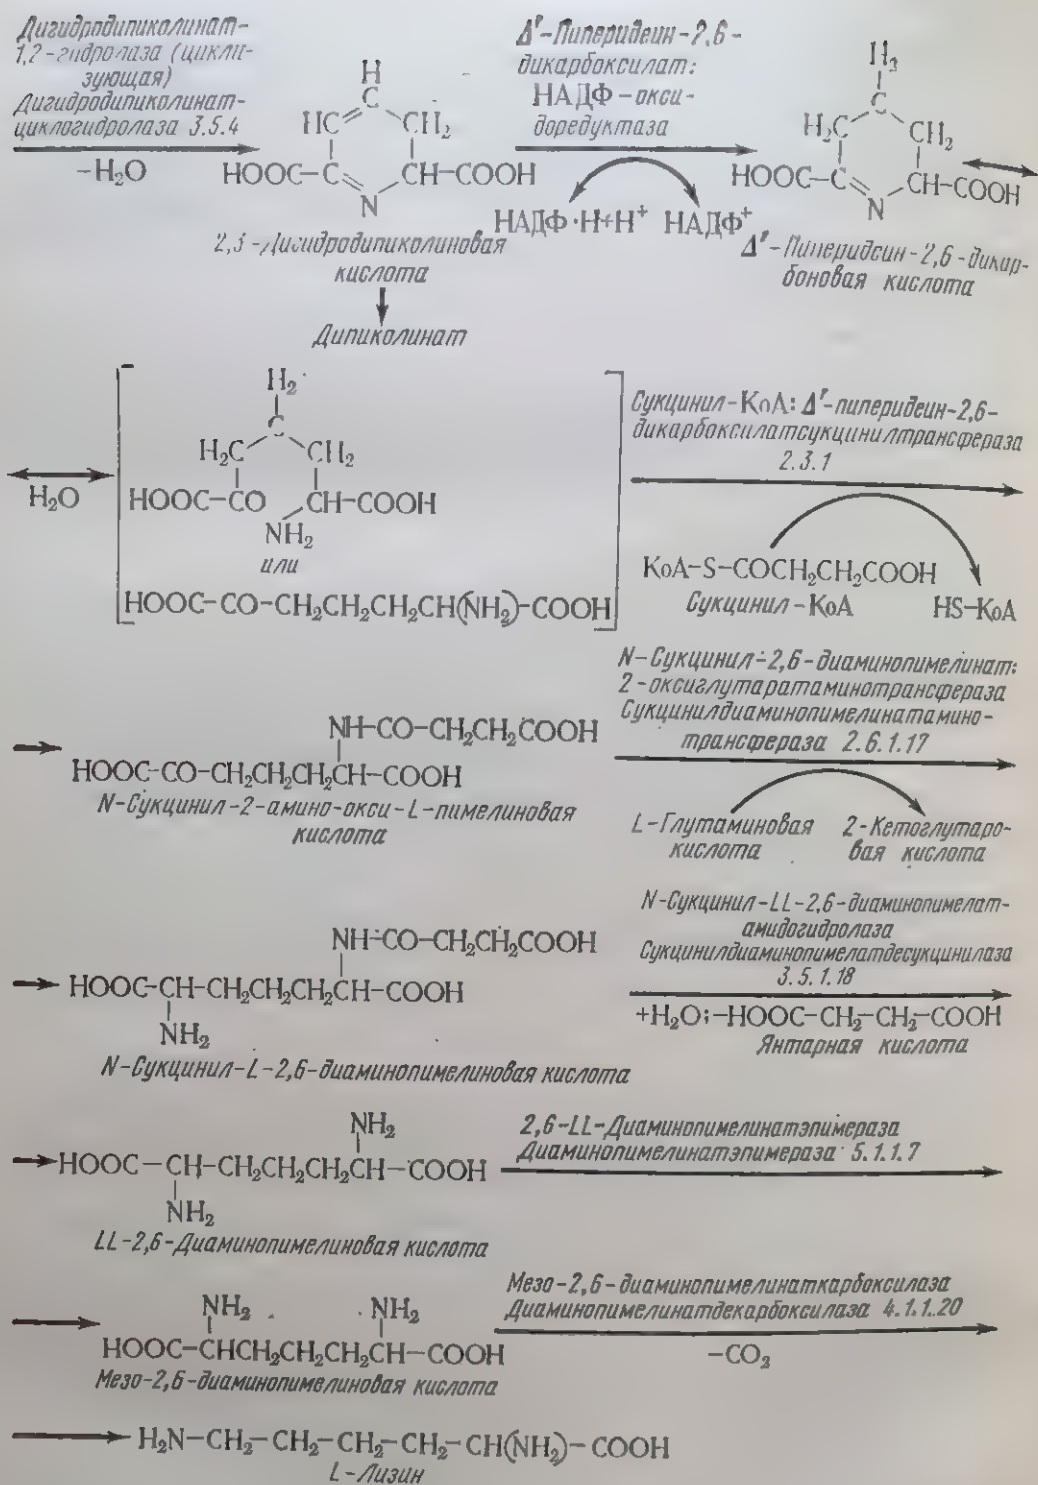 Дигидродипиколинат-
1,2-гидролаза (цикли-
зующая)
Дигидродипиколинат-
циклогидролаза 3.5.4
-H₂O
H
C
HC CH₂
HOOC-C CH-COOH
N
2,3-Дигидродипиколиновая
кислота
Дипиколинат
Δ'-Пиперидеин-2,6-
дикарбоксилат:
НАДФ-окси-
доредуктаза
НАДФ·Н+Н⁺ НАДФ⁺
H₂
C
H₂C CH₂
HOOC-C CH-COOH
N
Δ'-Пиперидеин-2,6-дикар-
боновая кислота
H₂O
H₂
C
H₂C CH₂
HOOC-CO CH-COOH
NH₂
или
HOOC-CO-CH₂CH₂CH₂CH(NH₂)-COOH
Сукцинил-КоА: Δ'-пиперидеин-2,6-
дикарбоксилатсукцинилтрансфераза
2.3.1
КоА-S-COCH₂CH₂COOH
Сукцинил-КоА HS-КоА
NH-CO-CH₂CH₂COOH
HOOC-CO-CH₂CH₂CH₂CH-COOH
N-Сукцинил-2-амино-окси-L-пимелиновая
кислота
N-Сукцинил-2,6-диаминопимелинат:
2-оксиглутаратаминотрансфераза
Сукцинилдиаминопимелинатамино-
трансфераза 2.6.1.17
L-Глутаминовая 2-Кетоглутаро-
кислота вая кислота
NH-CO-CH₂CH₂COOH
HOOC-CH-CH₂CH₂CH₂CH-COOH
NH₂
N-Сукцинил-L-2,6-диаминопимелиновая кислота
N-Сукцинил-LL-2,6-диаминопимелат-
амидогидролаза
Сукцинилдиаминопимелатдесукцинилаза
3.5.1.18
+H₂O;-HOOC-CH₂-CH₂-COOH
Янтарная кислота
NH₂
HOOC-CH-CH₂CH₂CH₂CH-COOH
NH₂
LL-2,6-Диаминопимелиновая кислота
2,6-LL-Диаминопимелинатэпимераза
Диаминопимелинатэпимераза 5.1.1.7
NH₂ NH₂
HOOC-CHCH₂CH₂CH₂CH-COOH
Мезо-2,6-диаминопимелиновая кислота
Мезо-2,6-диаминопимелинаткарбоксилаза
Диаминопимелинатдекарбоксилаза 4.1.1.20
-CO₂
H₂N-CH₂-CH₂-CH₂-CH₂-CH(NH₂)-COOH
L-Лизин